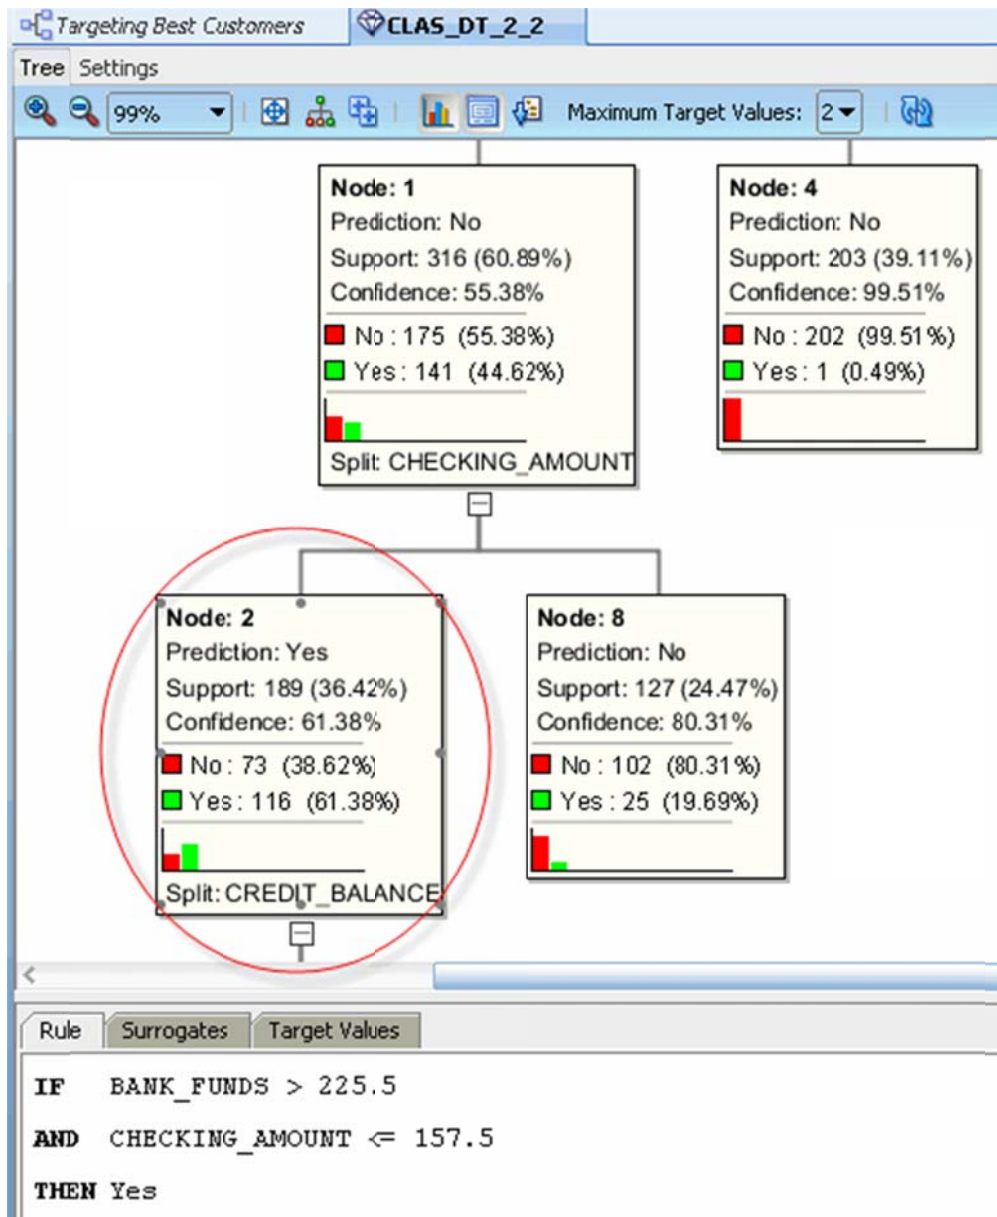 Targeting Best Customers
CLAS_DT_2_2
Tree Settings
99%
Maximum Target Values: 2
Node: 1
Prediction: No
Support: 316 (60.89%)
Confidence: 55.38%
No : 175 (55.38%)
Yes : 141 (44.62%)
Split: CHECKING_AMOUNT
Node: 4
Prediction: No
Support: 203 (39.11%)
Confidence: 99.51%
No : 202 (99.51%)
Yes : 1 (0.49%)
Node: 2
Prediction: Yes
Support: 189 (36.42%)
Confidence: 61.38%
No : 73 (38.62%)
Yes : 116 (61.38%)
Split: CREDIT_BALANCE
Node: 8
Prediction: No
Support: 127 (24.47%)
Confidence: 80.31%
No : 102 (80.31%)
Yes : 25 (19.69%)
Rule Surrogates Target Values
IF BANK_FUNDS > 225.5
AND CHECKING_AMOUNT <= 157.5
THEN Yes